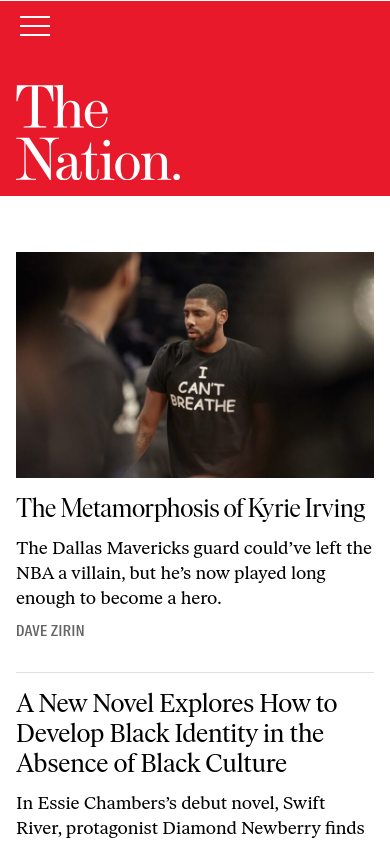 The
Nation.
I
CAN'T
BREATHE
The Metamorphosis of Kyrie Irving
The Dallas Mavericks guard could’ve left the
NBA a villain, but he’s now played long
enough to become a hero.
DAVE ZIRIN
A New Novel Explores How to
Develop Black Identity in the
Absence of Black Culture
In Essie Chambers’s debut novel, Swift
River, protagonist Diamond Newberry finds